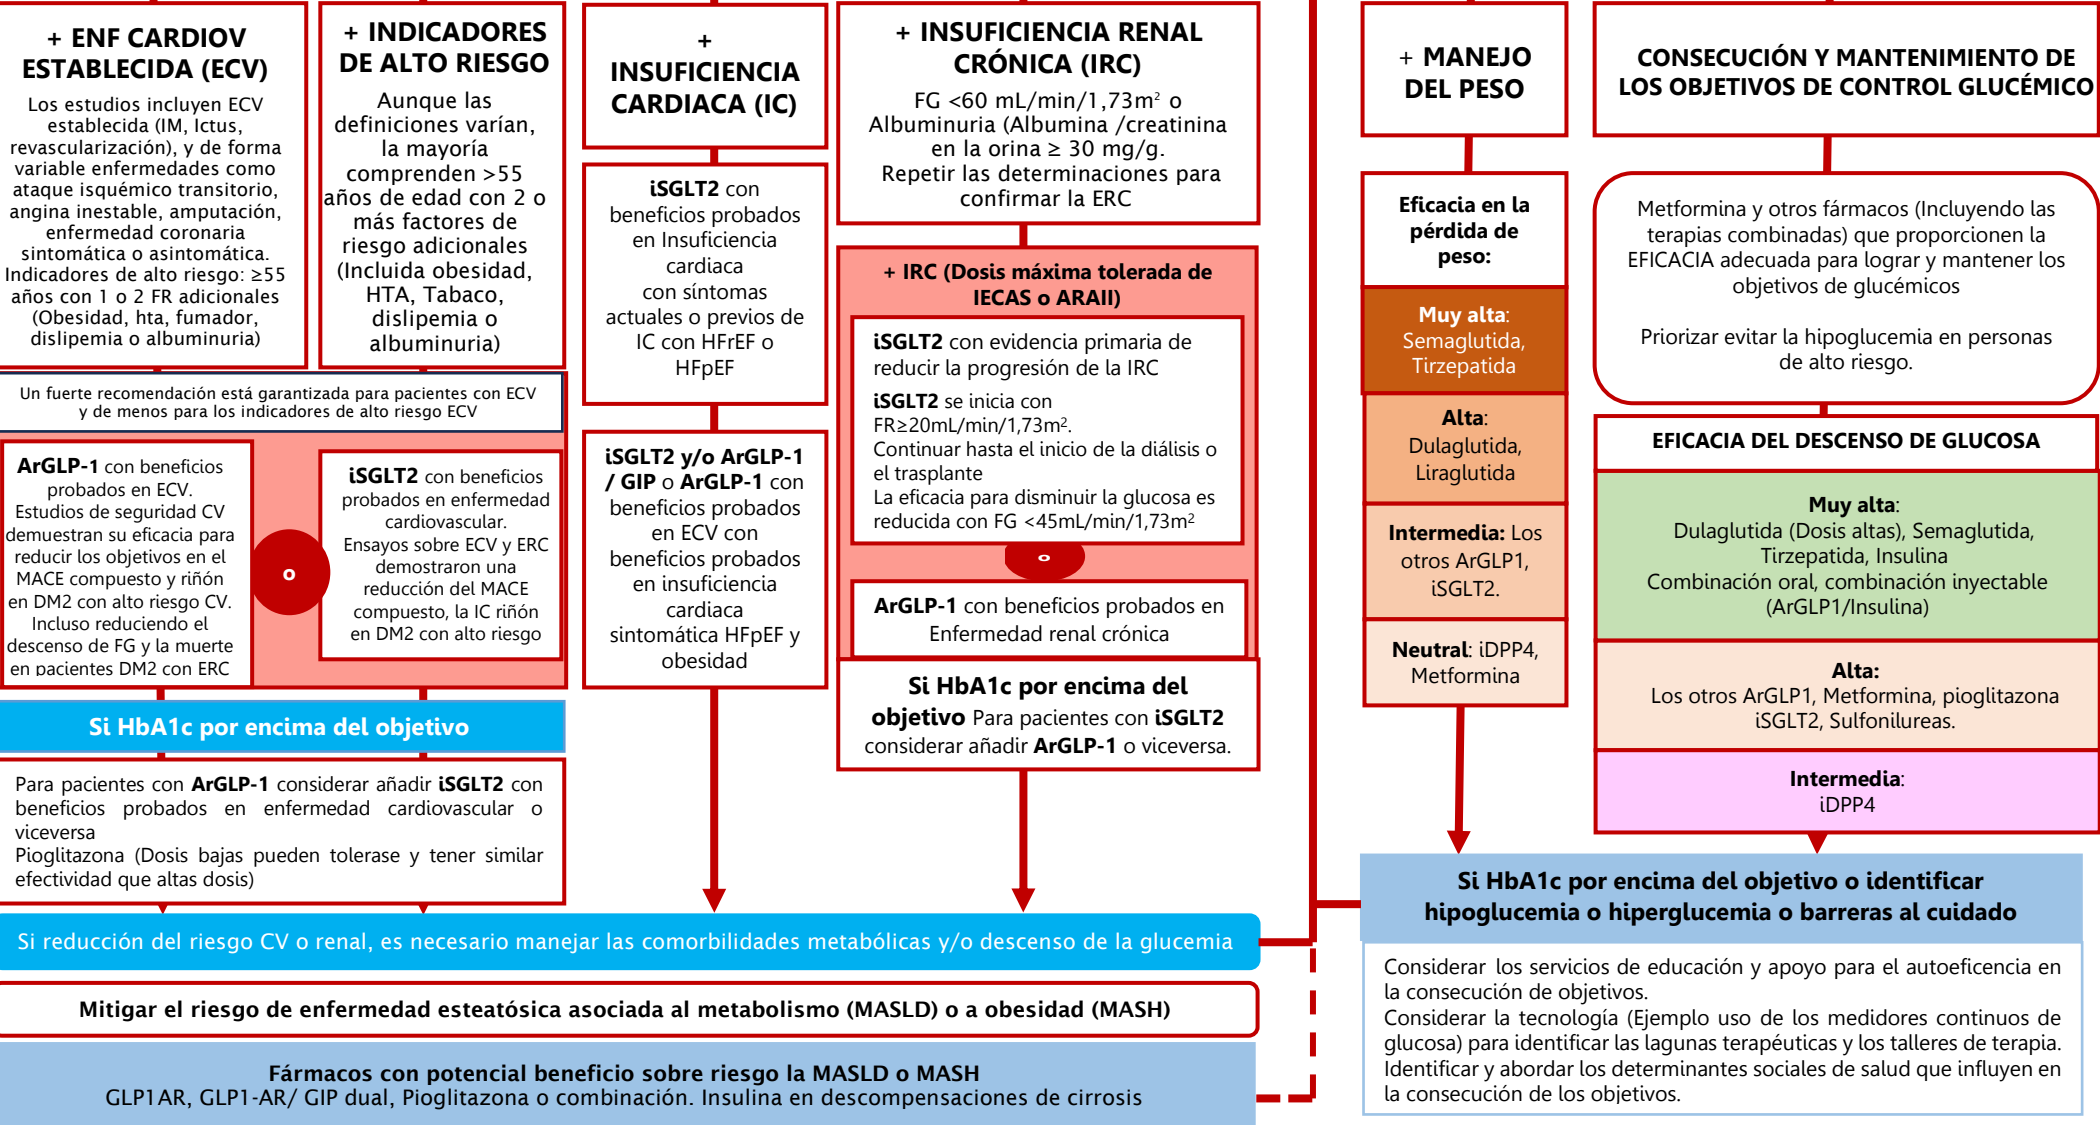 + ENF CARDIOV
ESTABLECIDA (ECV)
Los estudios incluyen ECV
establecida (IM, Ictus,
revascularización), y de forma
variable enfermedades como
ataque isquémico transitorio,
angina inestable, amputación,
enfermedad coronaria
sintomática o asintomática.
Indicadores de alto riesgo: ≥55
años con 1 o 2 FR adicionales
(Obesidad, hta, fumador,
dislipemia o albuminuria)
+ INDICADORES
DE ALTO RIESGO
Aunque las
definiciones varían,
la mayoría
comprenden >55
años de edad con 2 o
más factores de
riesgo adicionales
(Incluida obesidad,
HTA, Tabaco,
dislipemia o
albuminuria)
Un fuerte recomendación está garantizada para pacientes con ECV
y de menos para los indicadores de alto riesgo ECV
ArGLP-1 con beneficios
probados en ECV.
Estudios de seguridad CV
demuestran su eficacia para
reducir los objetivos en el
MACE compuesto y riñón
en DM2 con alto riesgo CV.
Incluso reduciendo el
descenso de FG y la muerte
en pacientes DM2 con ERC
o
iSGLT2 con beneficios
probados en enfermedad
cardiovascular.
Ensayos sobre ECV y ERC
demostraron una
reducción del MACE
compuesto, la IC riñón
en DM2 con alto riesgo
Si HbA1c por encima del objetivo
Para pacientes con ArGLP-1 considerar añadir iSGLT2 con
beneficios probados en enfermedad cardiovascular o
viceversa
Pioglitazona (Dosis bajas pueden tolerase y tener similar
efectividad que altas dosis)
+
INSUFICIENCIA
CARDIACA (IC)
iSGLT2 con
beneficios probados
en Insuficiencia
cardiaca
con síntomas
actuales o previos de
IC con HFrEF o
HFpEF
iSGLT2 y/o ArGLP-1
/ GIP o ArGLP-1 con
beneficios probados
en ECV con
beneficios probados
en insuficiencia
cardiaca
sintomática HFpEF y
obesidad
+ INSUFICIENCIA RENAL
CRÓNICA (IRC)
FG <60 mL/min/1,73m² o
Albuminuria (Albumina /creatinina
en la orina ≥ 30 mg/g.
Repetir las determinaciones para
confirmar la ERC
+ IRC (Dosis máxima tolerada de
IECAS o ARAII)
iSGLT2 con evidencia primaria de
reducir la progresión de la IRC
iSGLT2 se inicia con
FR≥20mL/min/1,73m².
Continuar hasta el inicio de la diálisis o
el trasplante
La eficacia para disminuir la glucosa es
reducida con FG <45mL/min/1,73m²
o
ArGLP-1 con beneficios probados en
Enfermedad renal crónica
Si HbA1c por encima del
objetivo Para pacientes con iSGLT2
considerar añadir ArGLP-1 o viceversa.
Si reducción del riesgo CV o renal, es necesario manejar las comorbilidades metabólicas y/o descenso de la glucemia
Mitigar el riesgo de enfermedad esteatósica asociada al metabolismo (MASLD) o a obesidad (MASH)
Fármacos con potencial beneficio sobre riesgo la MASLD o MASH
GLP1AR, GLP1-AR/ GIP dual, Pioglitazona o combinación. Insulina en descompensaciones de cirrosis
+ MANEJO
DEL PESO
Eficacia en la
pérdida de
peso:
Muy alta:
Semaglutida,
Tirzepatida
Alta:
Dulaglutida,
Liraglutida
Intermedia: Los
otros ArGLP1,
iSGLT2.
Neutral: iDPP4,
Metformina
CONSECUCIÓN Y MANTENIMIENTO DE
LOS OBJETIVOS DE CONTROL GLUCÉMICO
Metformina y otros fármacos (Incluyendo las
terapias combinadas) que proporcionen la
EFICACIA adecuada para lograr y mantener los
objetivos de glucémicos
Priorizar evitar la hipoglucemia en personas
de alto riesgo.
EFICACIA DEL DESCENSO DE GLUCOSA
Muy alta:
Dulaglutida (Dosis altas), Semaglutida,
Tirzepatida, Insulina
Combinación oral, combinación inyectable
(ArGLP1/Insulina)
Alta:
Los otros ArGLP1, Metformina, pioglitazona
iSGLT2, Sulfonilureas.
Intermedia:
iDPP4
Si HbA1c por encima del objetivo o identificar
hipoglucemia o hiperglucemia o barreras al cuidado
Considerar los servicios de educación y apoyo para el autoeficencia en
la consecución de objetivos.
Considerar la tecnología (Ejemplo uso de los medidores continuos de
glucosa) para identificar las lagunas terapéuticas y los talleres de terapia.
Identificar y abordar los determinantes sociales de salud que influyen en
la consecución de los objetivos.